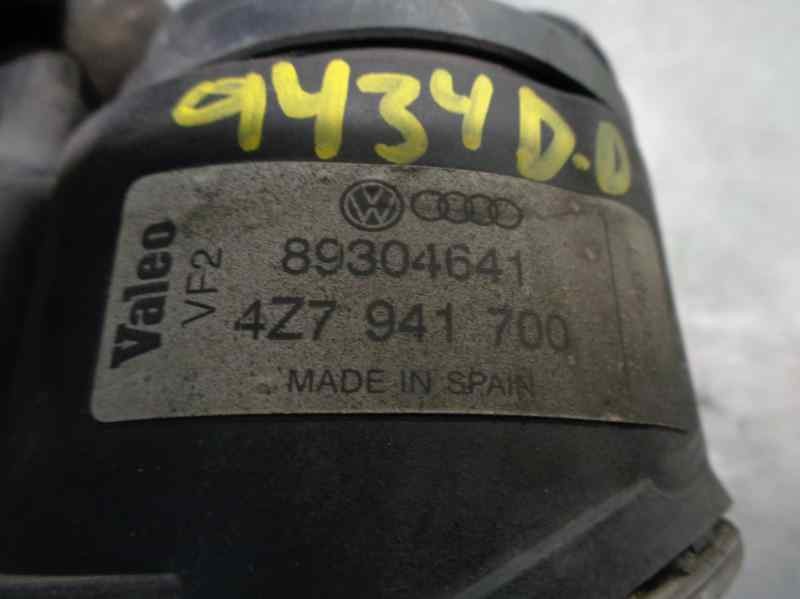 9434D.D
89304641
4Z7 941 700
MADE IN SPAIN
Valeo
VF2